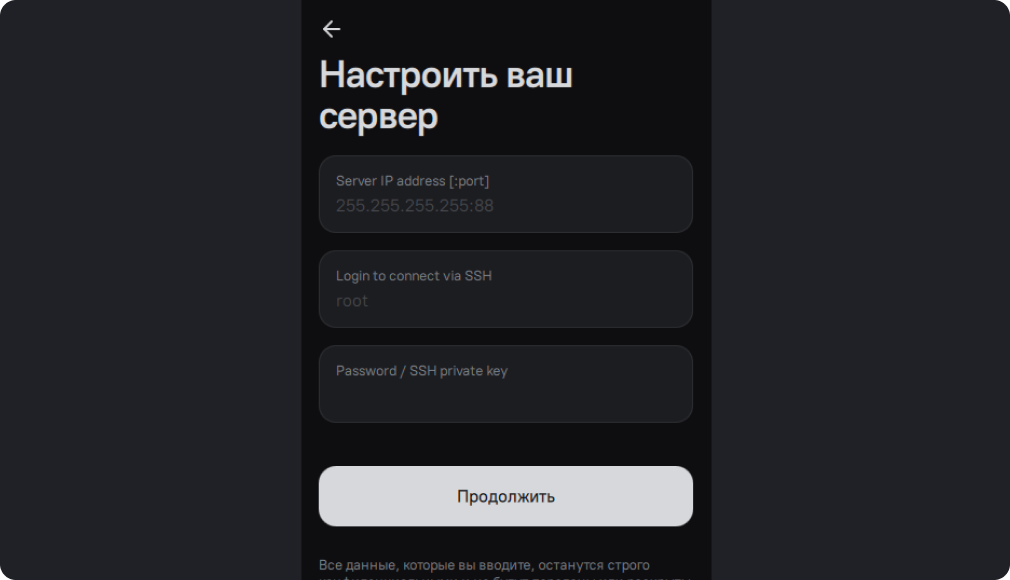 Настроить ваш
сервер
Server IP address [:port]
255.255.255.255:88
Login to connect via SSH
root
Password / SSH private key
Продолжить
Все данные, которые вы вводите, останутся строго